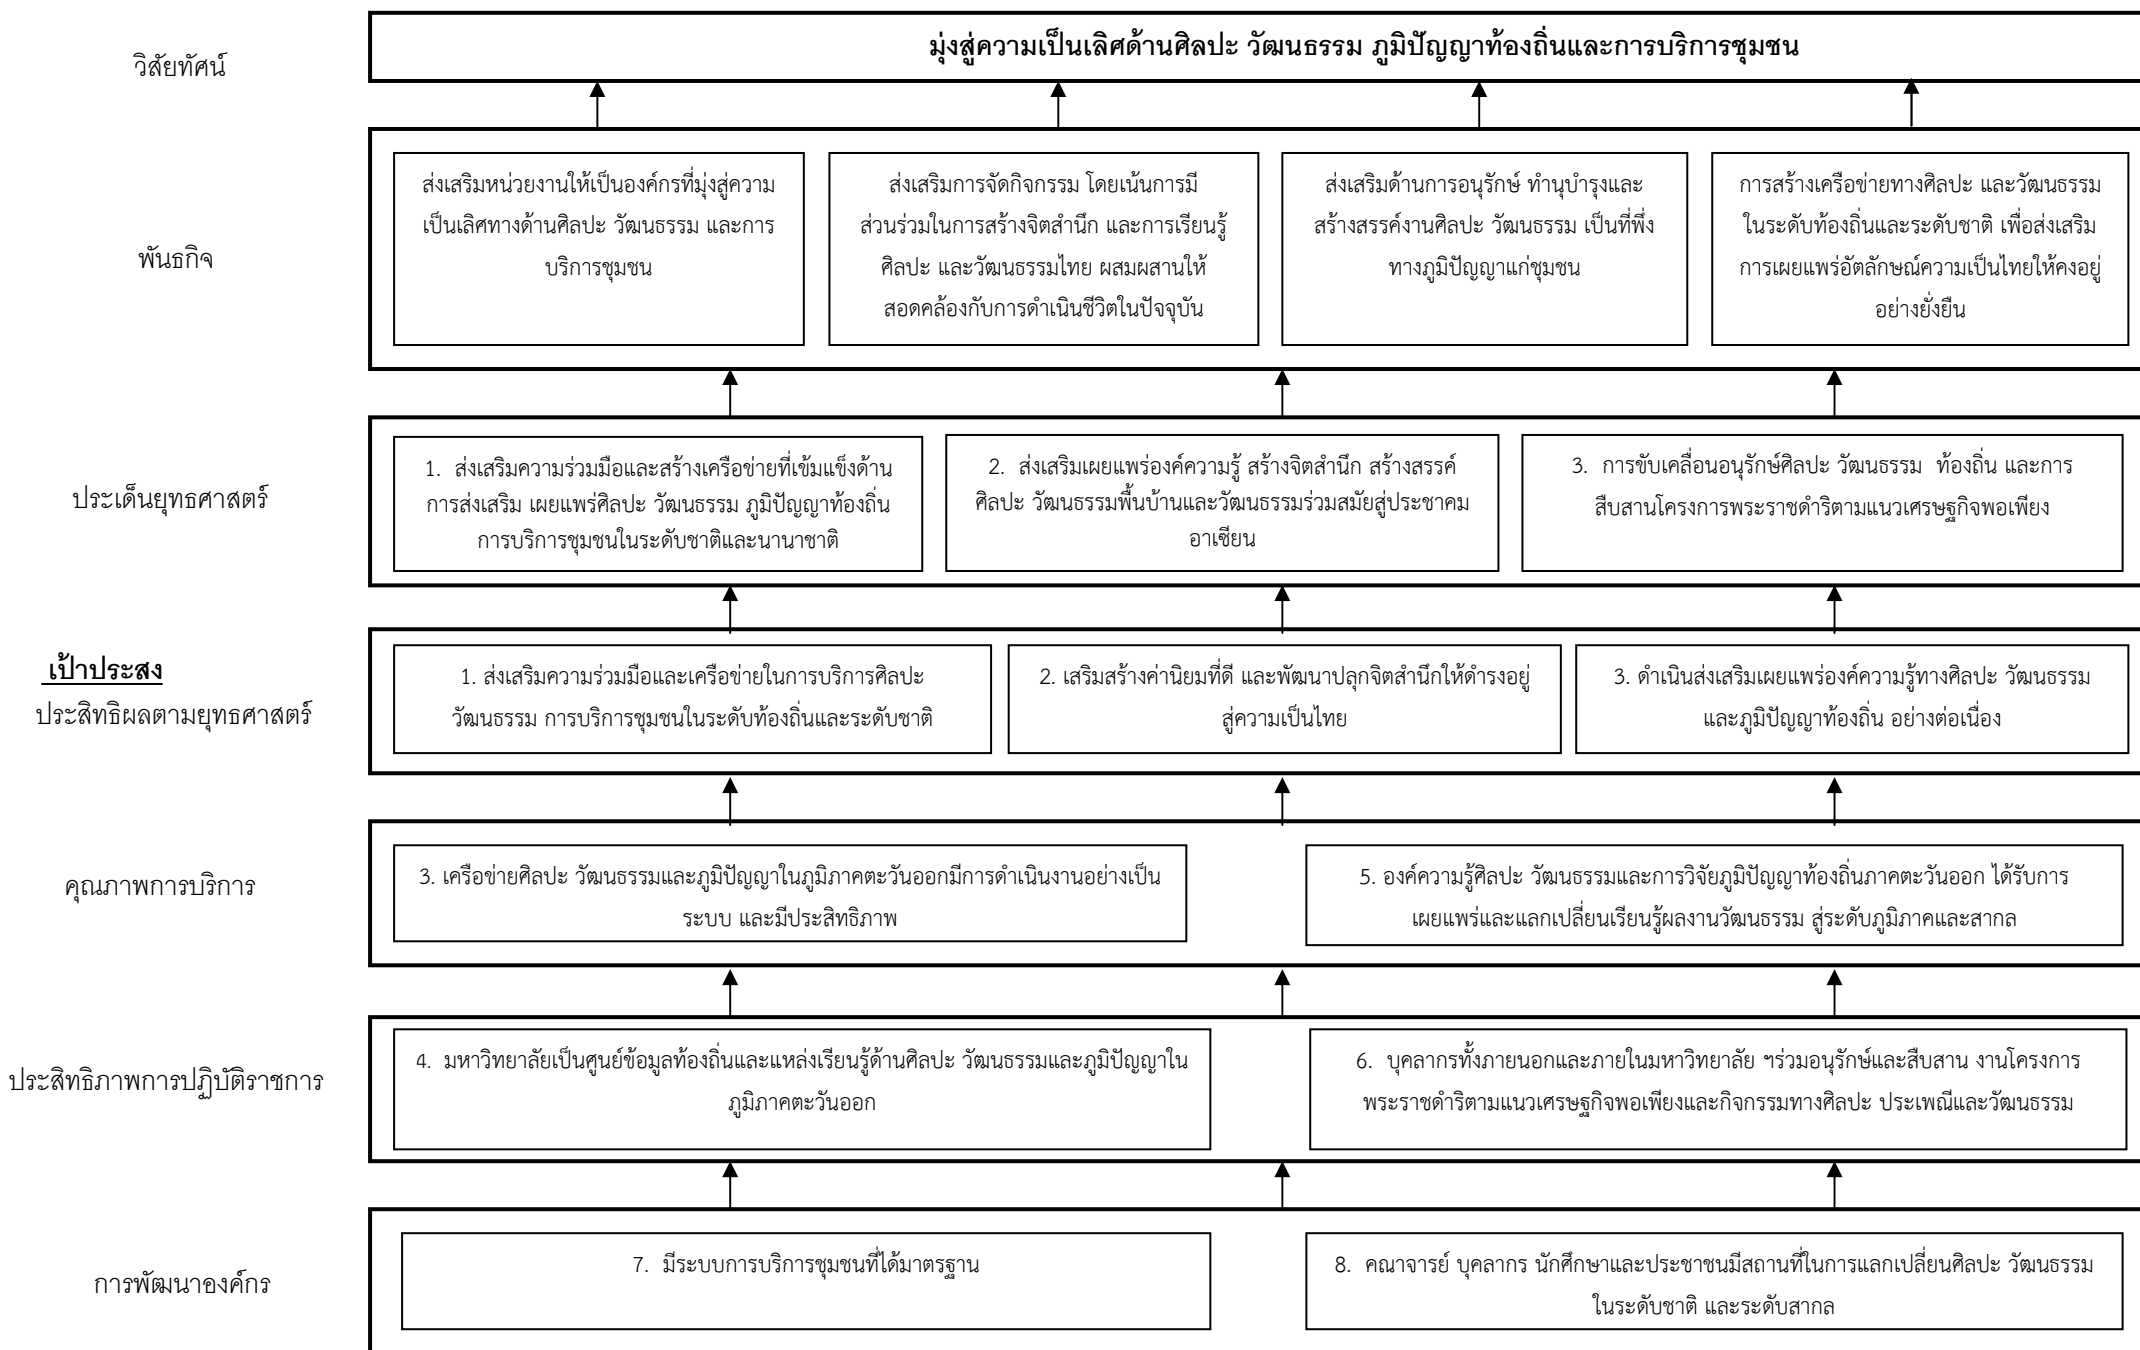 วิสัยทัศน์
มุ่งสู่ความเป็นเลิศด้านศิลปะ วัฒนธรรม ภูมิปัญญาท้องถิ่นและการบริการชุมชน
พันธกิจ
ส่งเสริมหน่วยงานให้เป็นองค์กรที่มุ่งสู่ความ
เป็นเลิศทางด้านศิลปะ วัฒนธรรม และการ
บริการชุมชน
ส่งเสริมการจัดกิจกรรม โดยเน้นการมี
ส่วนร่วมในการสร้างจิตสำนึก และการเรียนรู้
ศิลปะ และวัฒนธรรมไทย ผสมผสานให้
สอดคล้องกับการดำเนินชีวิตในปัจจุบัน
ส่งเสริมด้านการอนุรักษ์ ทำนุบำรุงและ
สร้างสรรค์งานศิลปะ วัฒนธรรม เป็นที่พึ่ง
ทางภูมิปัญญาแก่ชุมชน
การสร้างเครือข่ายทางศิลปะ และวัฒนธรรม
ในระดับท้องถิ่นและระดับชาติ เพื่อส่งเสริม
การเผยแพร่อัตลักษณ์ความเป็นไทยให้คงอยู่
อย่างยั่งยืน
ประเด็นยุทธศาสตร์
1. ส่งเสริมความร่วมมือและสร้างเครือข่ายที่เข้มแข็งด้าน
การส่งเสริม เผยแพร่ศิลปะ วัฒนธรรม ภูมิปัญญาท้องถิ่น
การบริการชุมชนในระดับชาติและนานาชาติ
2. ส่งเสริมเผยแพร่องค์ความรู้ สร้างจิตสำนึก สร้างสรรค์
ศิลปะ วัฒนธรรมพื้นบ้านและวัฒนธรรมร่วมสมัยสู่ประชาคม
อาเซียน
3. การขับเคลื่อนอนุรักษ์ศิลปะ วัฒนธรรม ท้องถิ่น และการ
สืบสานโครงการพระราชดำริตามแนวเศรษฐกิจพอเพียง
เป้าประสง
ประสิทธิผลตามยุทธศาสตร์
1. ส่งเสริมความร่วมมือและเครือข่ายในการบริการศิลปะ
วัฒนธรรม การบริการชุมชนในระดับท้องถิ่นและระดับชาติ
2. เสริมสร้างค่านิยมที่ดี และพัฒนาปลุกจิตสำนึกให้ดำรงอยู่
สู่ความเป็นไทย
3. ดำเนินส่งเสริมเผยแพร่องค์ความรู้ทางศิลปะ วัฒนธรรม
และภูมิปัญญาท้องถิ่น อย่างต่อเนื่อง
คุณภาพการบริการ
3. เครือข่ายศิลปะ วัฒนธรรมและภูมิปัญญาในภูมิภาคตะวันออกมีการดำเนินงานอย่างเป็น
ระบบ และมีประสิทธิภาพ
5. องค์ความรู้ศิลปะ วัฒนธรรมและการวิจัยภูมิปัญญาท้องถิ่นภาคตะวันออก ได้รับการ
เผยแพร่และแลกเปลี่ยนเรียนรู้ผลงานวัฒนธรรม สู่ระดับภูมิภาคและสากล
ประสิทธิภาพการปฏิบัติราชการ
4. มหาวิทยาลัยเป็นศูนย์ข้อมูลท้องถิ่นและแหล่งเรียนรู้ด้านศิลปะ วัฒนธรรมและภูมิปัญญาใน
ภูมิภาคตะวันออก
6. บุคลากรทั้งภายนอกและภายในมหาวิทยาลัย ฯร่วมอนุรักษ์และสืบสาน งานโครงการ
พระราชดำริตามแนวเศรษฐกิจพอเพียงและกิจกรรมทางศิลปะ ประเพณีและวัฒนธรรม
การพัฒนาองค์กร
7. มีระบบการบริการชุมชนที่ได้มาตรฐาน
8. คณาจารย์ บุคลากร นักศึกษาและประชาชนมีสถานที่ในการแลกเปลี่ยนศิลปะ วัฒนธรรม
ในระดับชาติ และระดับสากล